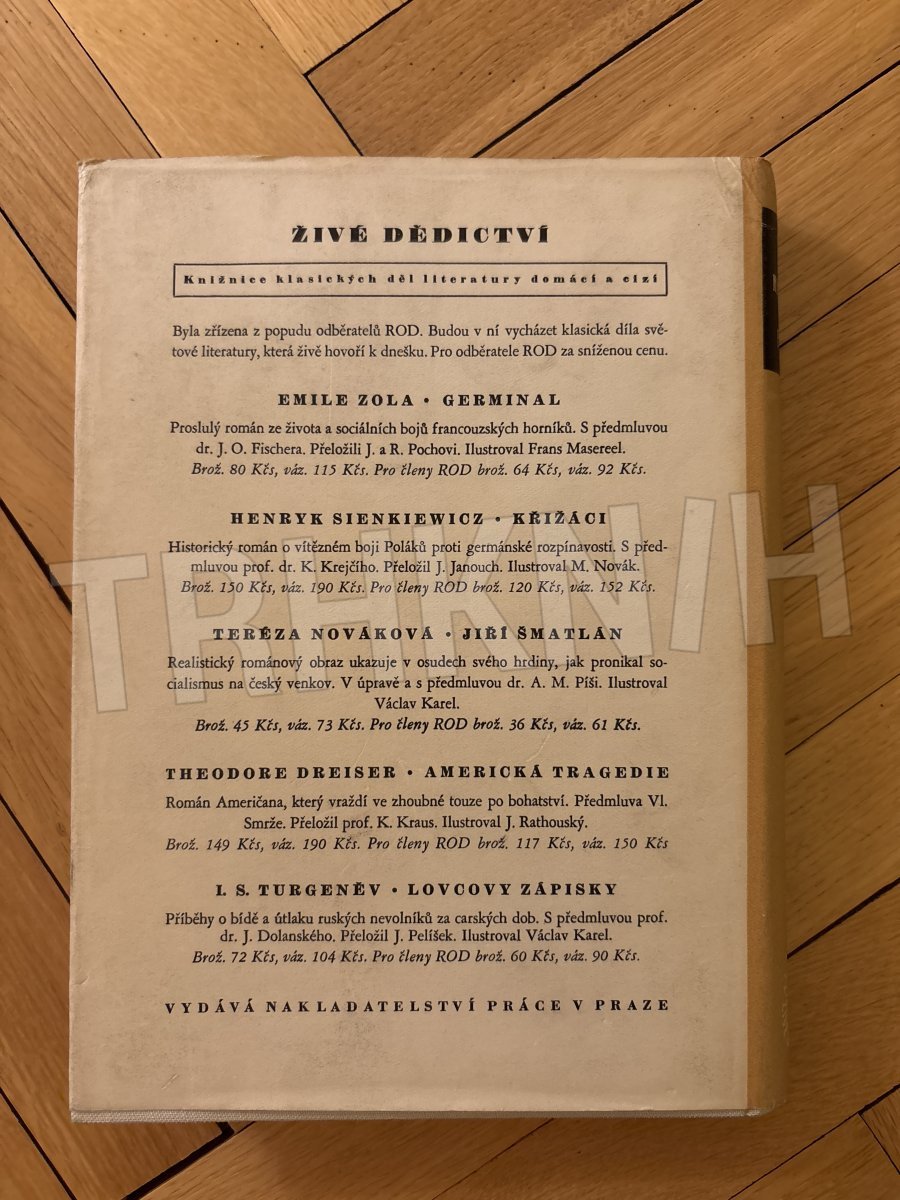 ŽIVÉ DĚDICTVÍ
Knižnice klasických děl literatury domácí a cizí
Byla zřízena z popudu odběratelů ROD. Budou v ní vycházet klasická díla svě-
tové literatury, která živě hovoří k dnešku. Pro odběratele ROD za sníženou cenu.
EMILE ZOLA • GERMINAL
Proslulý román ze života a sociálních bojů francouzských horníků. S předmluvou
dr. J. O. Fischera. Přeložili J. a R. Pochovi. Ilustroval Frans Masereel.
Brož. 80 Kčs, váz. 115 Kčs. Pro členy ROD brož. 64 Kčs, váz. 92 Kčs.
HENRYK SIENKIEWICZ • KŘIŽÁCI
Historický román o vítězném boji Poláků proti germánské rozpínavosti. S před-
mluvou prof. dr. K. Krejčího. Přeložil J. Janouch. Ilustroval M. Novák.
Brož. 150 Kčs, váz. 190 Kčs. Pro členy ROD brož. 120 Kčs, váz. 152 Kčs.
TRHKNIH
TERÉZA NOVÁKOVÁ • JIŘÍ ŠMATLÁN
Realistický románový obraz ukazuje v osudech svého hrdiny, jak pronikal so-
cialismus na český venkov. V úpravě a s předmluvou dr. A. M. Píši. Ilustroval
Václav Karel.
Brož. 45 Kčs, váz. 73 Kčs. Pro členy ROD brož. 36 Kčs, váz. 61 Kčs.
THEODORE DREISER • AMERICKÁ TRAGEDIE
Román Američana, který vraždí ve zhoubné touze po bohatství. Předmluva Vl.
Smrže. Přeložil prof. K. Kraus. Ilustroval J. Rathouský.
Brož. 149 Kčs, váz. 190 Kčs. Pro členy ROD brož. 117 Kčs, váz. 150 Kčs
I. S. TURGENĚV • LOVCOVY ZÁPISKY
Příběhy o bídě a útlaku ruských nevolníků za carských dob. S předmluvou prof.
dr. J. Dolanského. Přeložil J. Pelíšek. Ilustroval Václav Karel.
Brož. 72 Kčs, váz. 104 Kčs. Pro členy ROD brož. 60 Kčs, váz. 90 Kčs.
VYDÁVÁ NAKLADATELSTVÍ PRÁCE V PRAZE